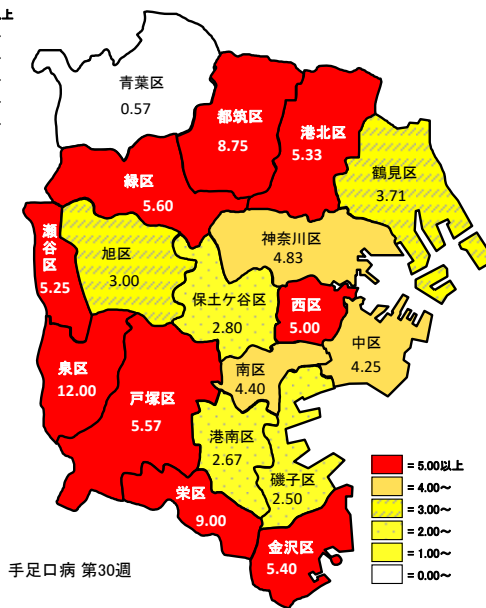 以上
青葉区
0.57
都筑区
8.75
港北区
5.33
鶴見区
3.71
緑区
5.60
神奈川区
4.83
瀬谷区
5.25
旭区
3.00
保土ケ谷区
2.80
西区
5.00
中区
4.25
泉区
12.00
戸塚区
5.57
南区
4.40
港南区
2.67
磯子区
2.50
栄区
9.00
金沢区
5.40
= 5.00以上
= 4.00～
= 3.00～
= 2.00～
= 1.00～
= 0.00～
手足口病 第30週